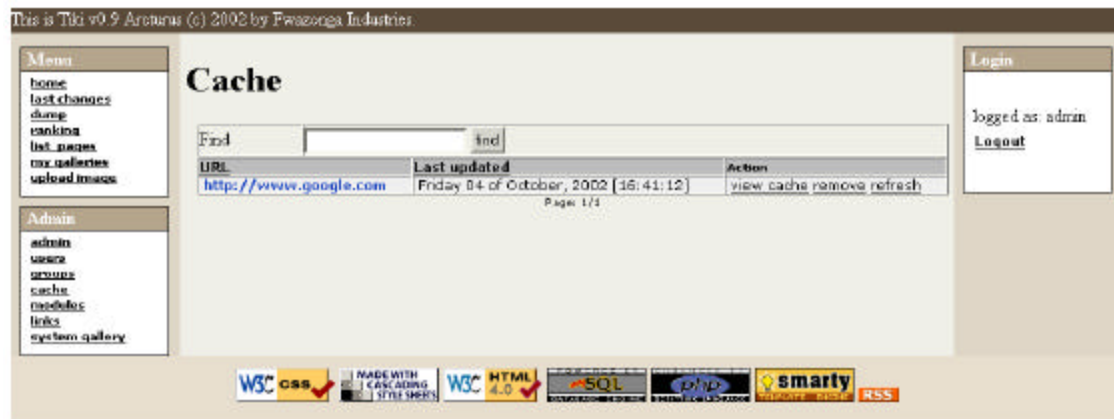 This is Tiki v0.9 Arcturus (c) 2002 by Fwazonga Industries
Menu
home
last changes
dump
ranking
list pages
my galleries
upload image
Admin
admin
users
groups
cache
modules
links
system gallery
Cache
Find find
URL Last updated Action
http://www.google.com Friday 04 of October, 2002 [16:41:12] view cache remove refresh
Page: 1/1
Login
logged as: admin
Logout
W3C CSS
MADE WITH
CASCADING
STYLE SHEETS
W3C HTML
4.0
SQL
php
smarty
RSS